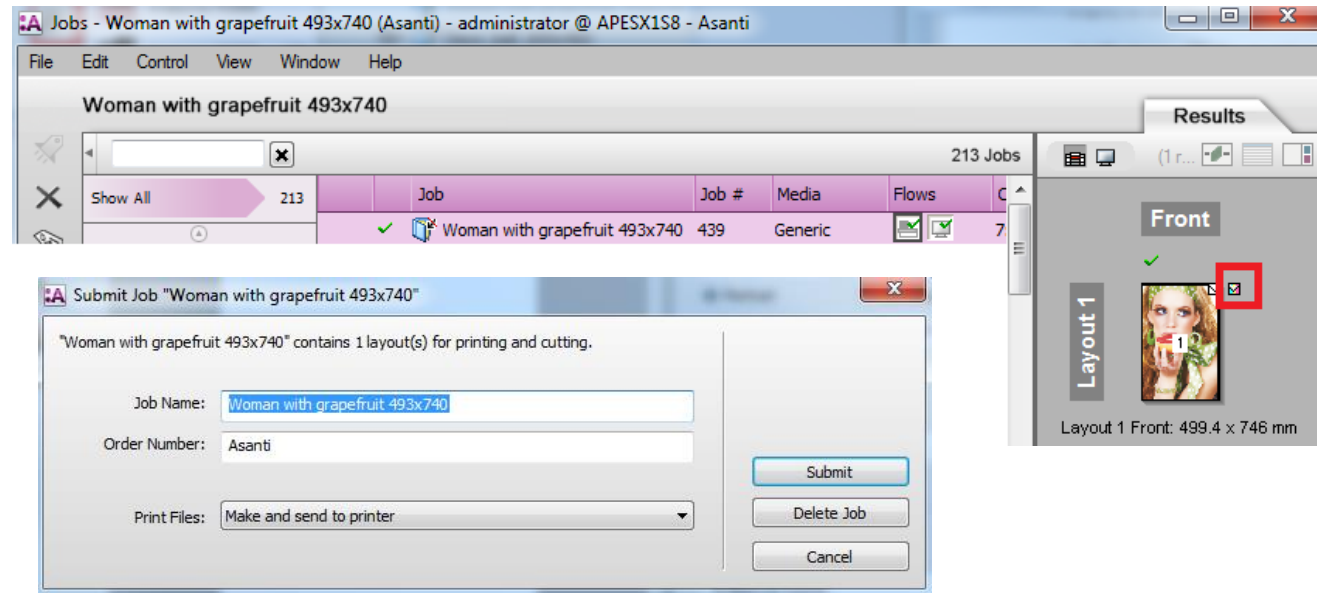 :A Jobs - Woman with grapefruit 493x740 (Asanti) - administrator @ APESX1S8 - Asanti
File Edit Control View Window Help
Woman with grapefruit 493x740
Results
213 Jobs
(1 r...
Show All 213
Job Job # Media Flows
Woman with grapefruit 493x740 439 Generic 7
Front
Layout 1
1
Layout 1 Front: 499.4 x 746 mm
:A Submit Job "Woman with grapefruit 493x740"
"Woman with grapefruit 493x740" contains 1 layout(s) for printing and cutting.
Job Name: Woman with grapefruit 493x740
Order Number: Asanti
Submit
Print Files: Make and send to printer
Delete Job
Cancel